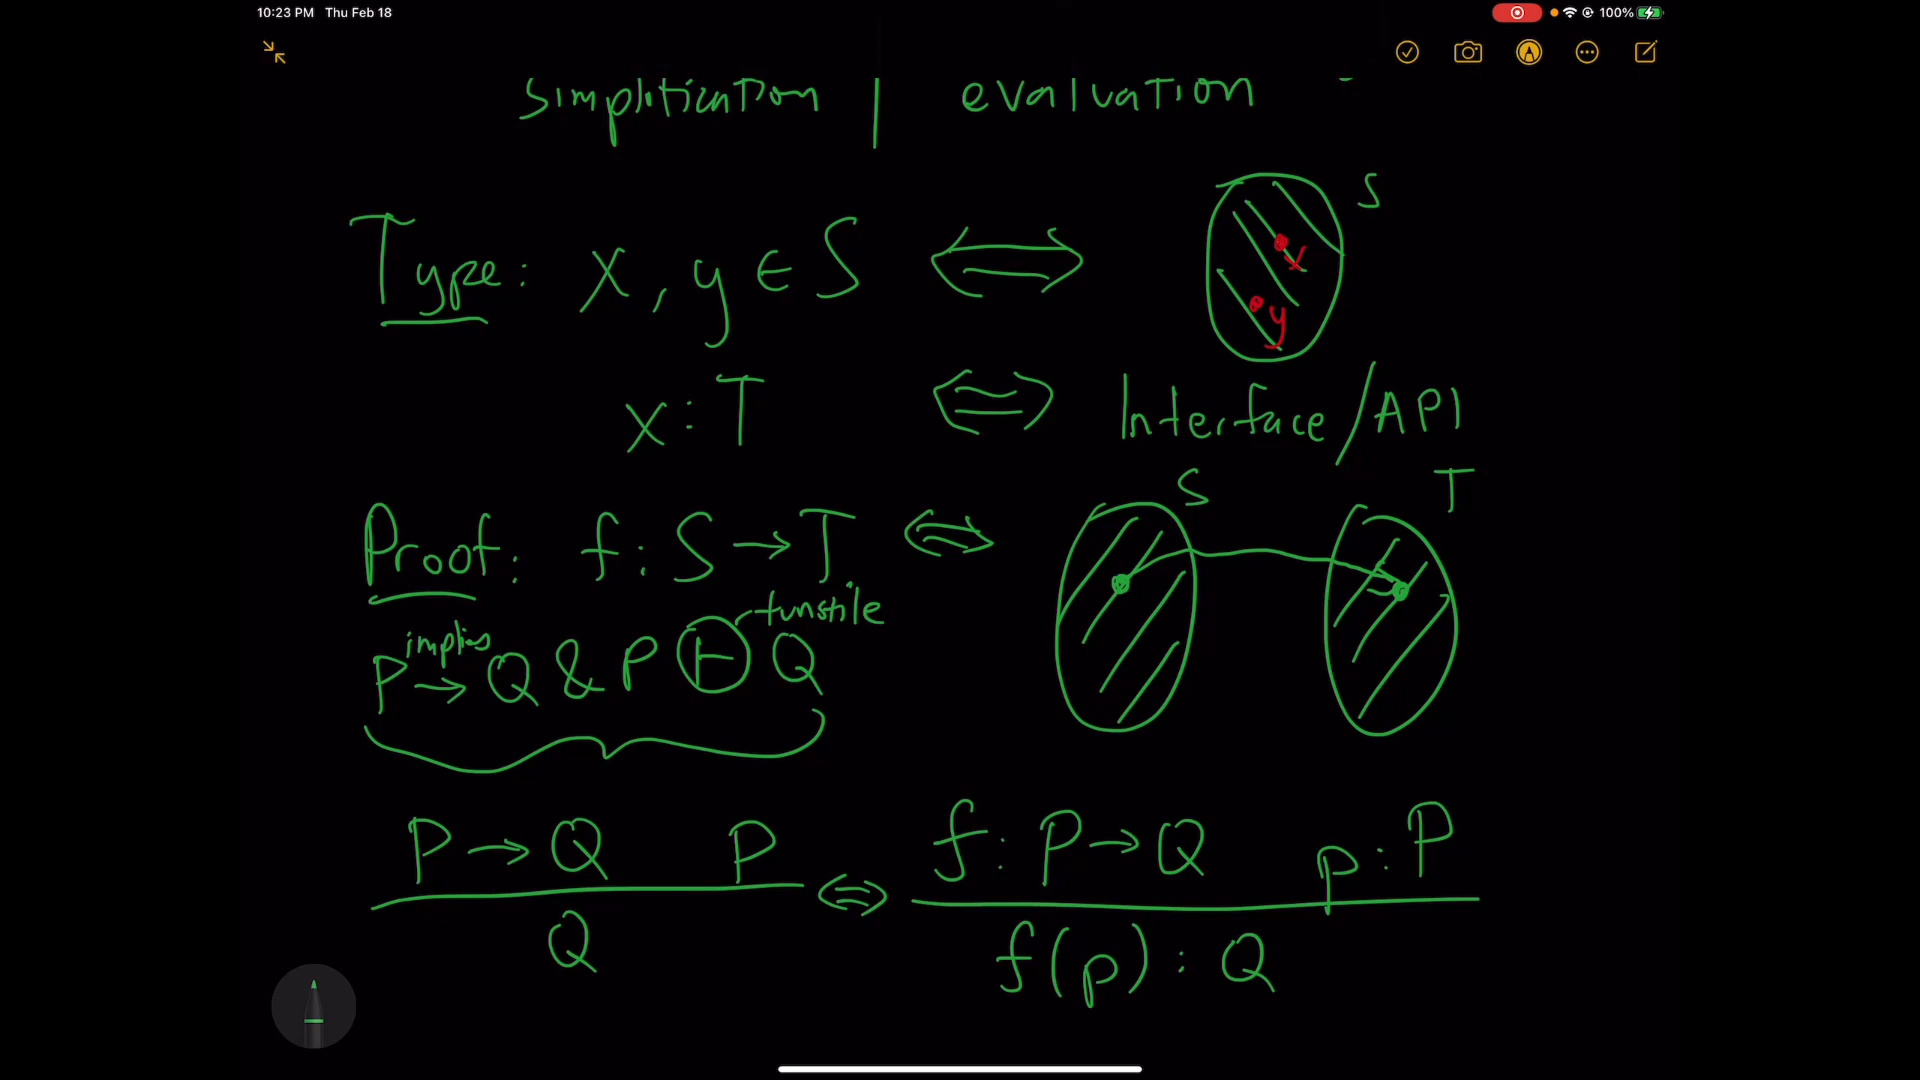 10:23 PM Thu Feb 18
100%
simplification | evaluation
S
Type: x, y ∈ S ⟺
x
y
x : T ⟺ Interface/API
S T
Proof: f : S → T ⟺
turnstile
implies
P → Q & P ⊢ Q
P → Q P ⟺ f : P → Q p : P
Q f(p) : Q